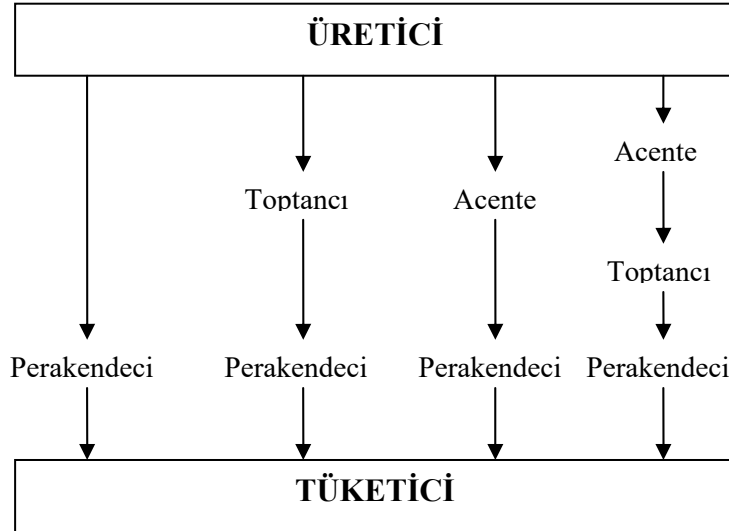 ÜRETİCİ
Acente
Toptancı Acente
Toptancı
Perakendeci Perakendeci Perakendeci Perakendeci
TÜKETİCİ